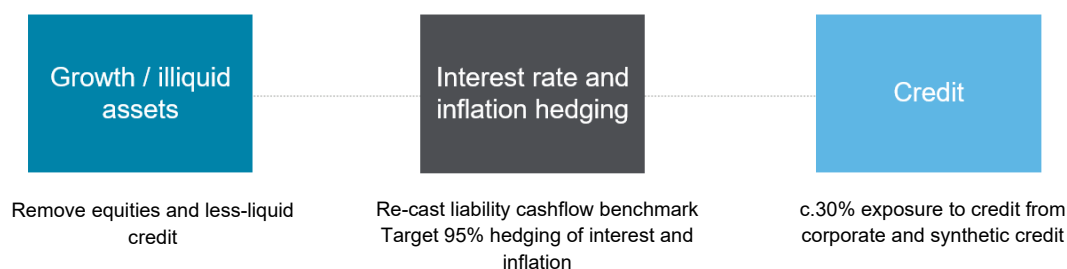 Growth / illiquid
assets
Interest rate and
inflation hedging
Credit
Remove equities and less-liquid
credit
Re-cast liability cashflow benchmark
Target 95% hedging of interest and
inflation
c.30% exposure to credit from
corporate and synthetic credit